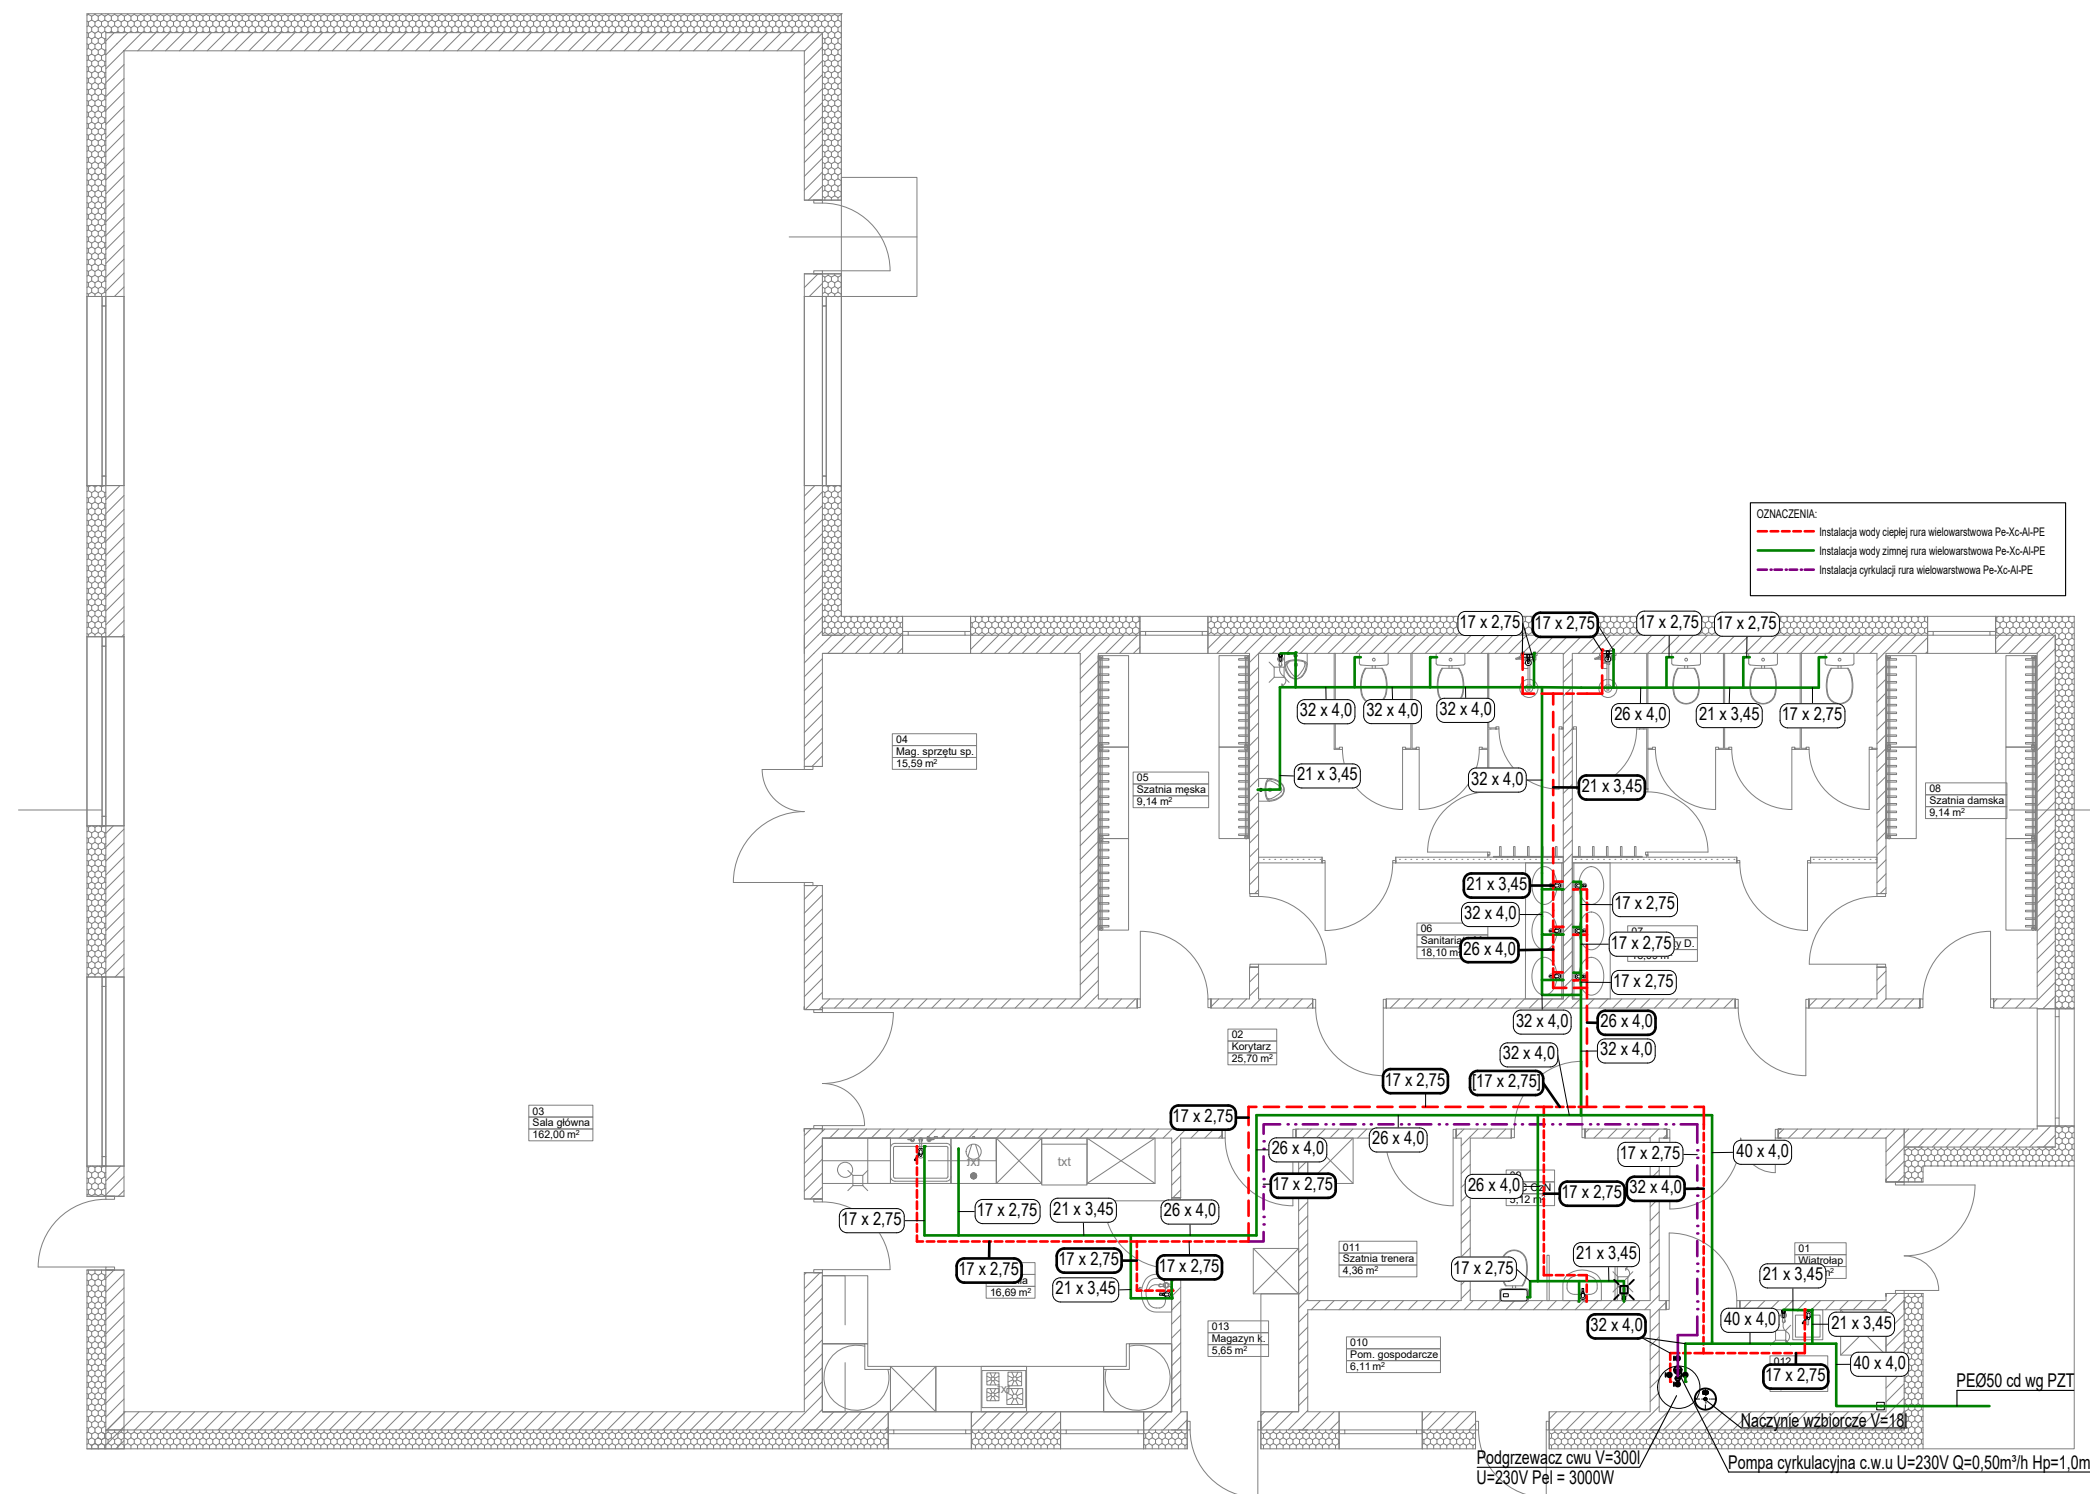 OZNACZENIA:
Instalacja wody ciepłej rura wielowarstwowa Pe-Xc-Al-PE
Instalacja wody zimnej rura wielowarstwowa Pe-Xc-Al-PE
Instalacja cyrkulacji rura wielowarstwowa Pe-Xc-Al-PE
17 x 2,75
17 x 2,75
17 x 2,75
17 x 2,75
32 x 4,0
32 x 4,0
32 x 4,0
26 x 4,0
21 x 3,45
17 x 2,75
04
Mag. sprzętu sp.
15,59 m²
05
Szatnia męska
9,14 m²
21 x 3,45
32 x 4,0
21 x 3,45
08
Szatnia damska
9,14 m²
21 x 3,45
32 x 4,0
17 x 2,75
06
18,10 m
26 x 4,0
07
17 x 2,75
y D.
17 x 2,75
32 x 4,0
26 x 4,0
02
Korytarz
25,70 m²
32 x 4,0
32 x 4,0
17 x 2,75
[17 x 2,75]
03
Sala główna
162,00 m²
17 x 2,75
26 x 4,0
26 x 4,0
17 x 2,75
40 x 4,0
txt
txt
17 x 2,75
26 x 4,0
17 x 2,75
32 x 4,0
17 x 2,75
17 x 2,75
21 x 3,45
26 x 4,0
17 x 2,75
17 x 2,75
17 x 2,75
21 x 3,45
16,69 m²
011
Szatnia trenera
4,36 m²
17 x 2,75
21 x 3,45
01
Wiatrołap
21 x 3,45
013
Magazyn k.
5,65 m²
010
Pom. gospodarcze
6,11 m²
32 x 4,0
40 x 4,0
21 x 3,45
012
17 x 2,75
40 x 4,0
PEØ50 cd wg PZT
Naczynie wzbiorcze V=18l
Podgrzewacz cwu V=300l
U=230V Pel = 3000W
Pompa cyrkulacyjna c.w.u U=230V Q=0,50m³/h Hp=1,0m